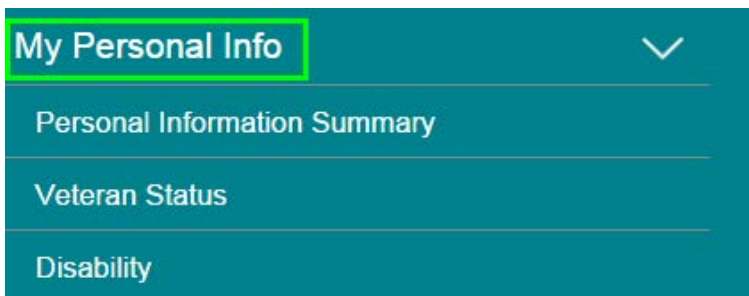 My Personal Info
Personal Information Summary
Veteran Status
Disability